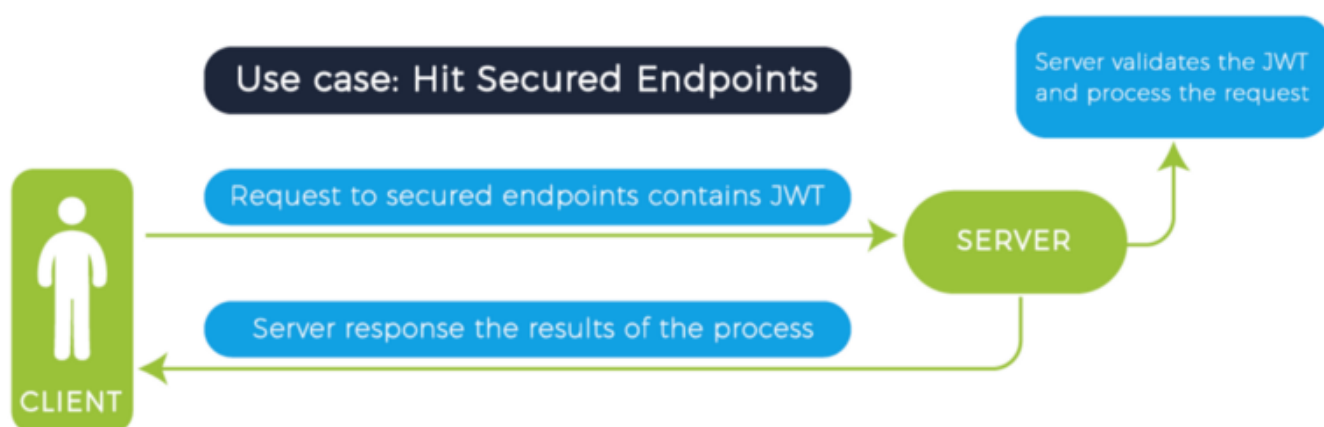 Use case: Hit Secured Endpoints
Server validates the JWT
and process the request
Request to secured endpoints contains JWT
SERVER
Server response the results of the process
CLIENT